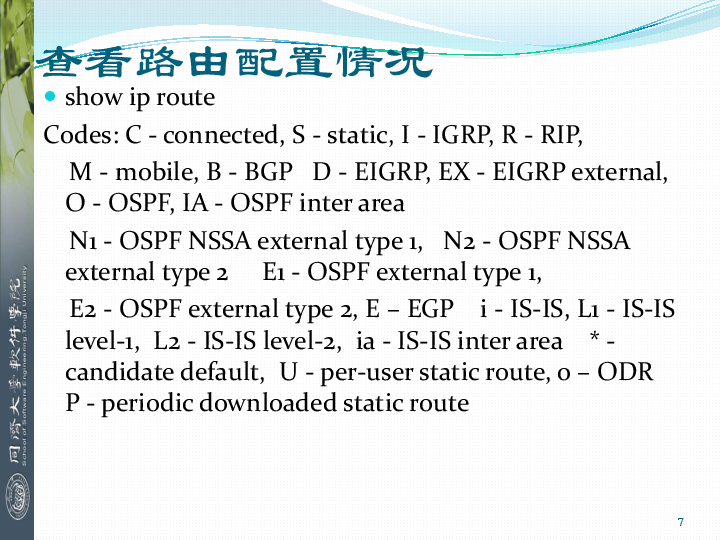 查看路由配置情况
show ip route
Codes: C - connected, S - static, I - IGRP, R - RIP,
M - mobile, B - BGP D - EIGRP, EX - EIGRP external,
O - OSPF, IA - OSPF inter area
N1 - OSPF NSSA external type 1, N2 - OSPF NSSA
external type 2 E1 - OSPF external type 1,
E2 - OSPF external type 2, E – EGP i - IS-IS, L1 - IS-IS
level-1, L2 - IS-IS level-2, ia - IS-IS inter area * -
candidate default, U - per-user static route, o – ODR
P - periodic downloaded static route
同濟大學軟件學院
School of Software Engineering Tongji University
7